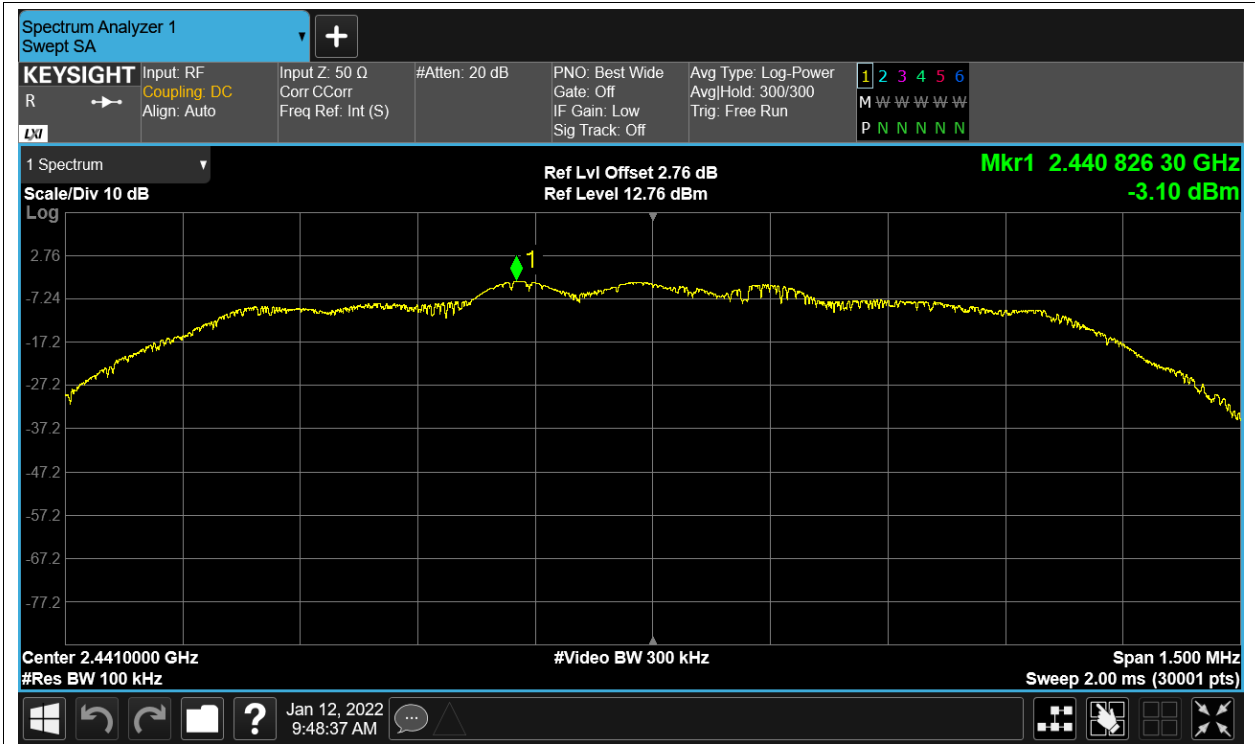 Spectrum Analyzer 1
Swept SA
+
KEYSIGHT
R
LXI
Input: RF
Coupling: DC
Align: Auto
Input Z: 50 Ω
Corr CCorr
Freq Ref: Int (S)
#Atten: 20 dB
PNO: Best Wide
Gate: Off
IF Gain: Low
Sig Track: Off
Avg Type: Log-Power
Avg|Hold: 300/300
Trig: Free Run
1 2 3 4 5 6
M W W W W W
P N N N N N
1 Spectrum
Scale/Div 10 dB
Log
Ref Lvl Offset 2.76 dB
Ref Level 12.76 dBm
Mkr1 2.440 826 30 GHz
-3.10 dBm
1
2.76
-7.24
-17.2
-27.2
-37.2
-47.2
-57.2
-67.2
-77.2
Center 2.4410000 GHz
#Res BW 100 kHz
#Video BW 300 kHz
Span 1.500 MHz
Sweep 2.00 ms (30001 pts)
?
Jan 12, 2022
9:48:37 AM